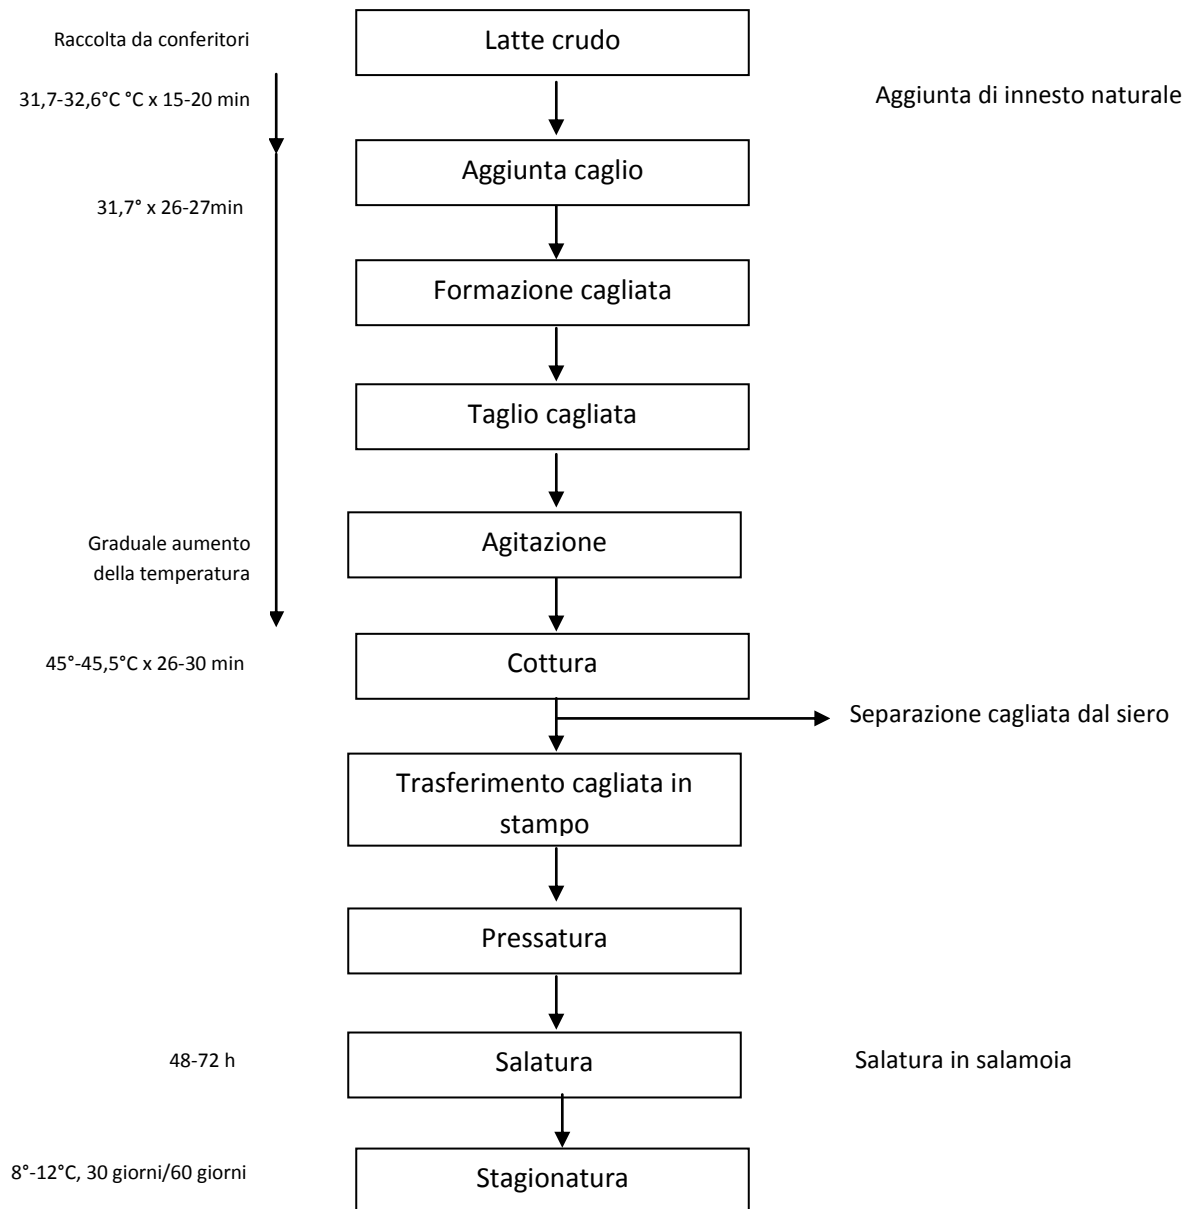 Raccolta da conferitori
Latte crudo
31,7-32,6°C °C x 15-20 min
Aggiunta di innesto naturale
Aggiunta caglio
31,7° x 26-27min
Formazione cagliata
Taglio cagliata
Agitazione
Graduale aumento
della temperatura
Cottura
45°-45,5°C x 26-30 min
Separazione cagliata dal siero
Trasferimento cagliata in
stampo
Pressatura
48-72 h
Salatura
Salatura in salamoia
8°-12°C, 30 giorni/60 giorni
Stagionatura